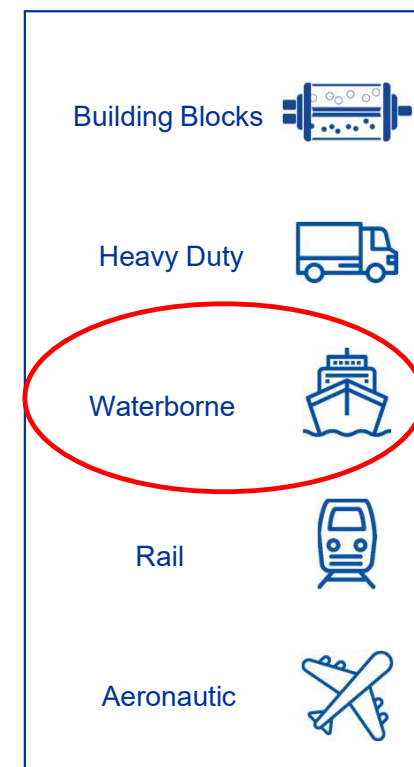 Building Blocks
Heavy Duty
Waterborne
Rail
Aeronautic